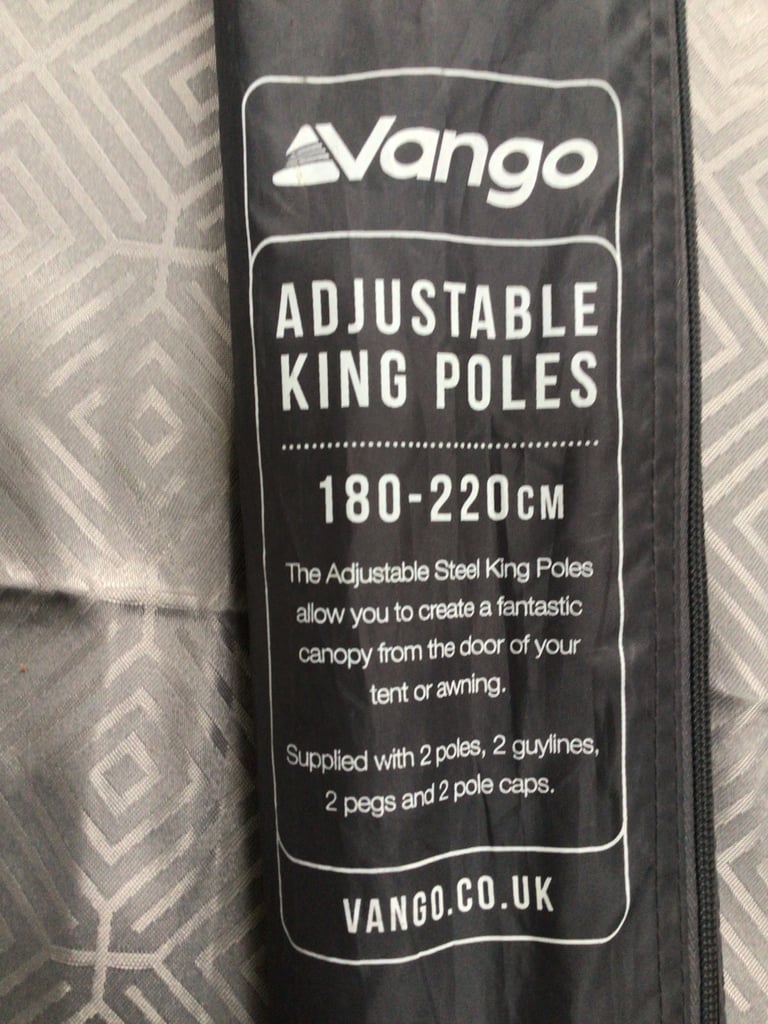 Vango
ADJUSTABLE
KING POLES
180-220CM
The Adjustable Steel King Poles
allow you to create a fantastic
canopy from the door of your
tent or awning.
Supplied with 2 poles, 2 guylines,
2 pegs and 2 pole caps.
VANGO.CO.UK